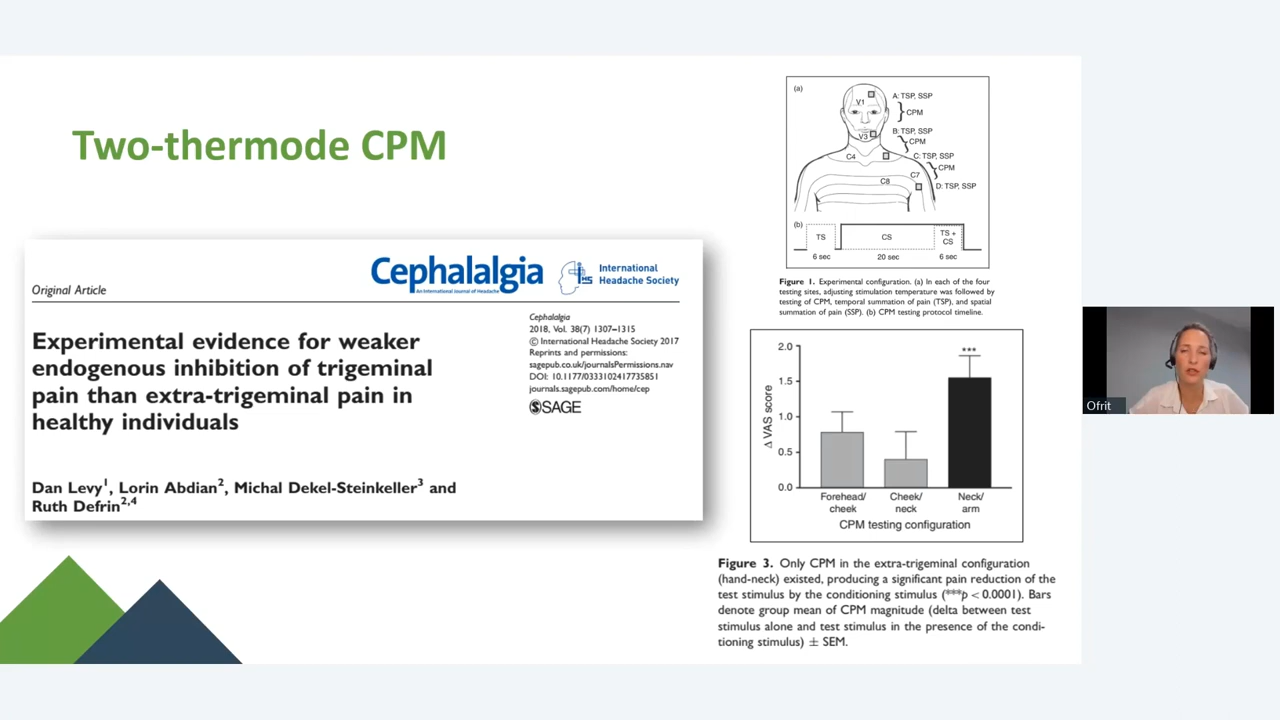 Two-thermode CPM
Original Article
Cephalalgia
An International Journal of Headache
IHS
International
Headache Society
Experimental evidence for weaker
endogenous inhibition of trigeminal
pain than extra-trigeminal pain in
healthy individuals
Cephalalgia
2018, Vol. 38(7) 1307–1315
© International Headache Society 2017
Reprints and permissions:
sagepub.co.uk/journalsPermissions.nav
DOI: 10.1177/0333102417735851
journals.sagepub.com/home/cep
SAGE
Dan Levy1, Lorin Abdian2, Michal Dekel-Steinkeller3 and
Ruth Defrin2,4
(a)
V1
A: TSP, SSP
CPM
V3
B: TSP, SSP
CPM
C4
C: TSP, SSP
CPM
C7
C8
D: TSP, SSP
(b)
TS
CS
TS +
CS
6 sec
20 sec
6 sec
Figure 1. Experimental configuration. (a) In each of the four
testing sites, adjusting stimulation temperature was followed by
testing of CPM, temporal summation of pain (TSP), and spatial
summation of pain (SSP). (b) CPM testing protocol timeline.
Δ VAS score
2.0
1.5
1.0
0.5
0.0
***
Forehead/
cheek
Cheek/
neck
Neck/
arm
CPM testing configuration
Figure 3. Only CPM in the extra-trigeminal configuration
(hand-neck) existed, producing a significant pain reduction of the
test stimulus by the conditioning stimulus (***p < 0.0001). Bars
denote group mean of CPM magnitude (delta between test
stimulus alone and test stimulus in the presence of the condi-
tioning stimulus) ± SEM.
Ofrit